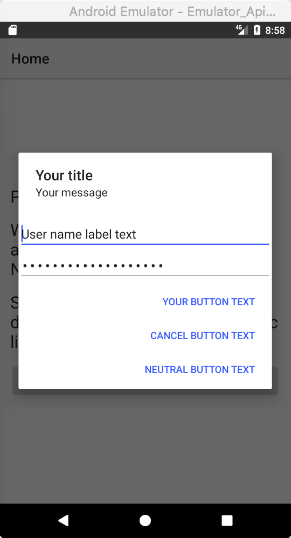 Android Emulator - Emulator_Api...
8:58
Home
Your title
Your message
User name label text
•••••••••••••••••••
YOUR BUTTON TEXT
CANCEL BUTTON TEXT
NEUTRAL BUTTON TEXT